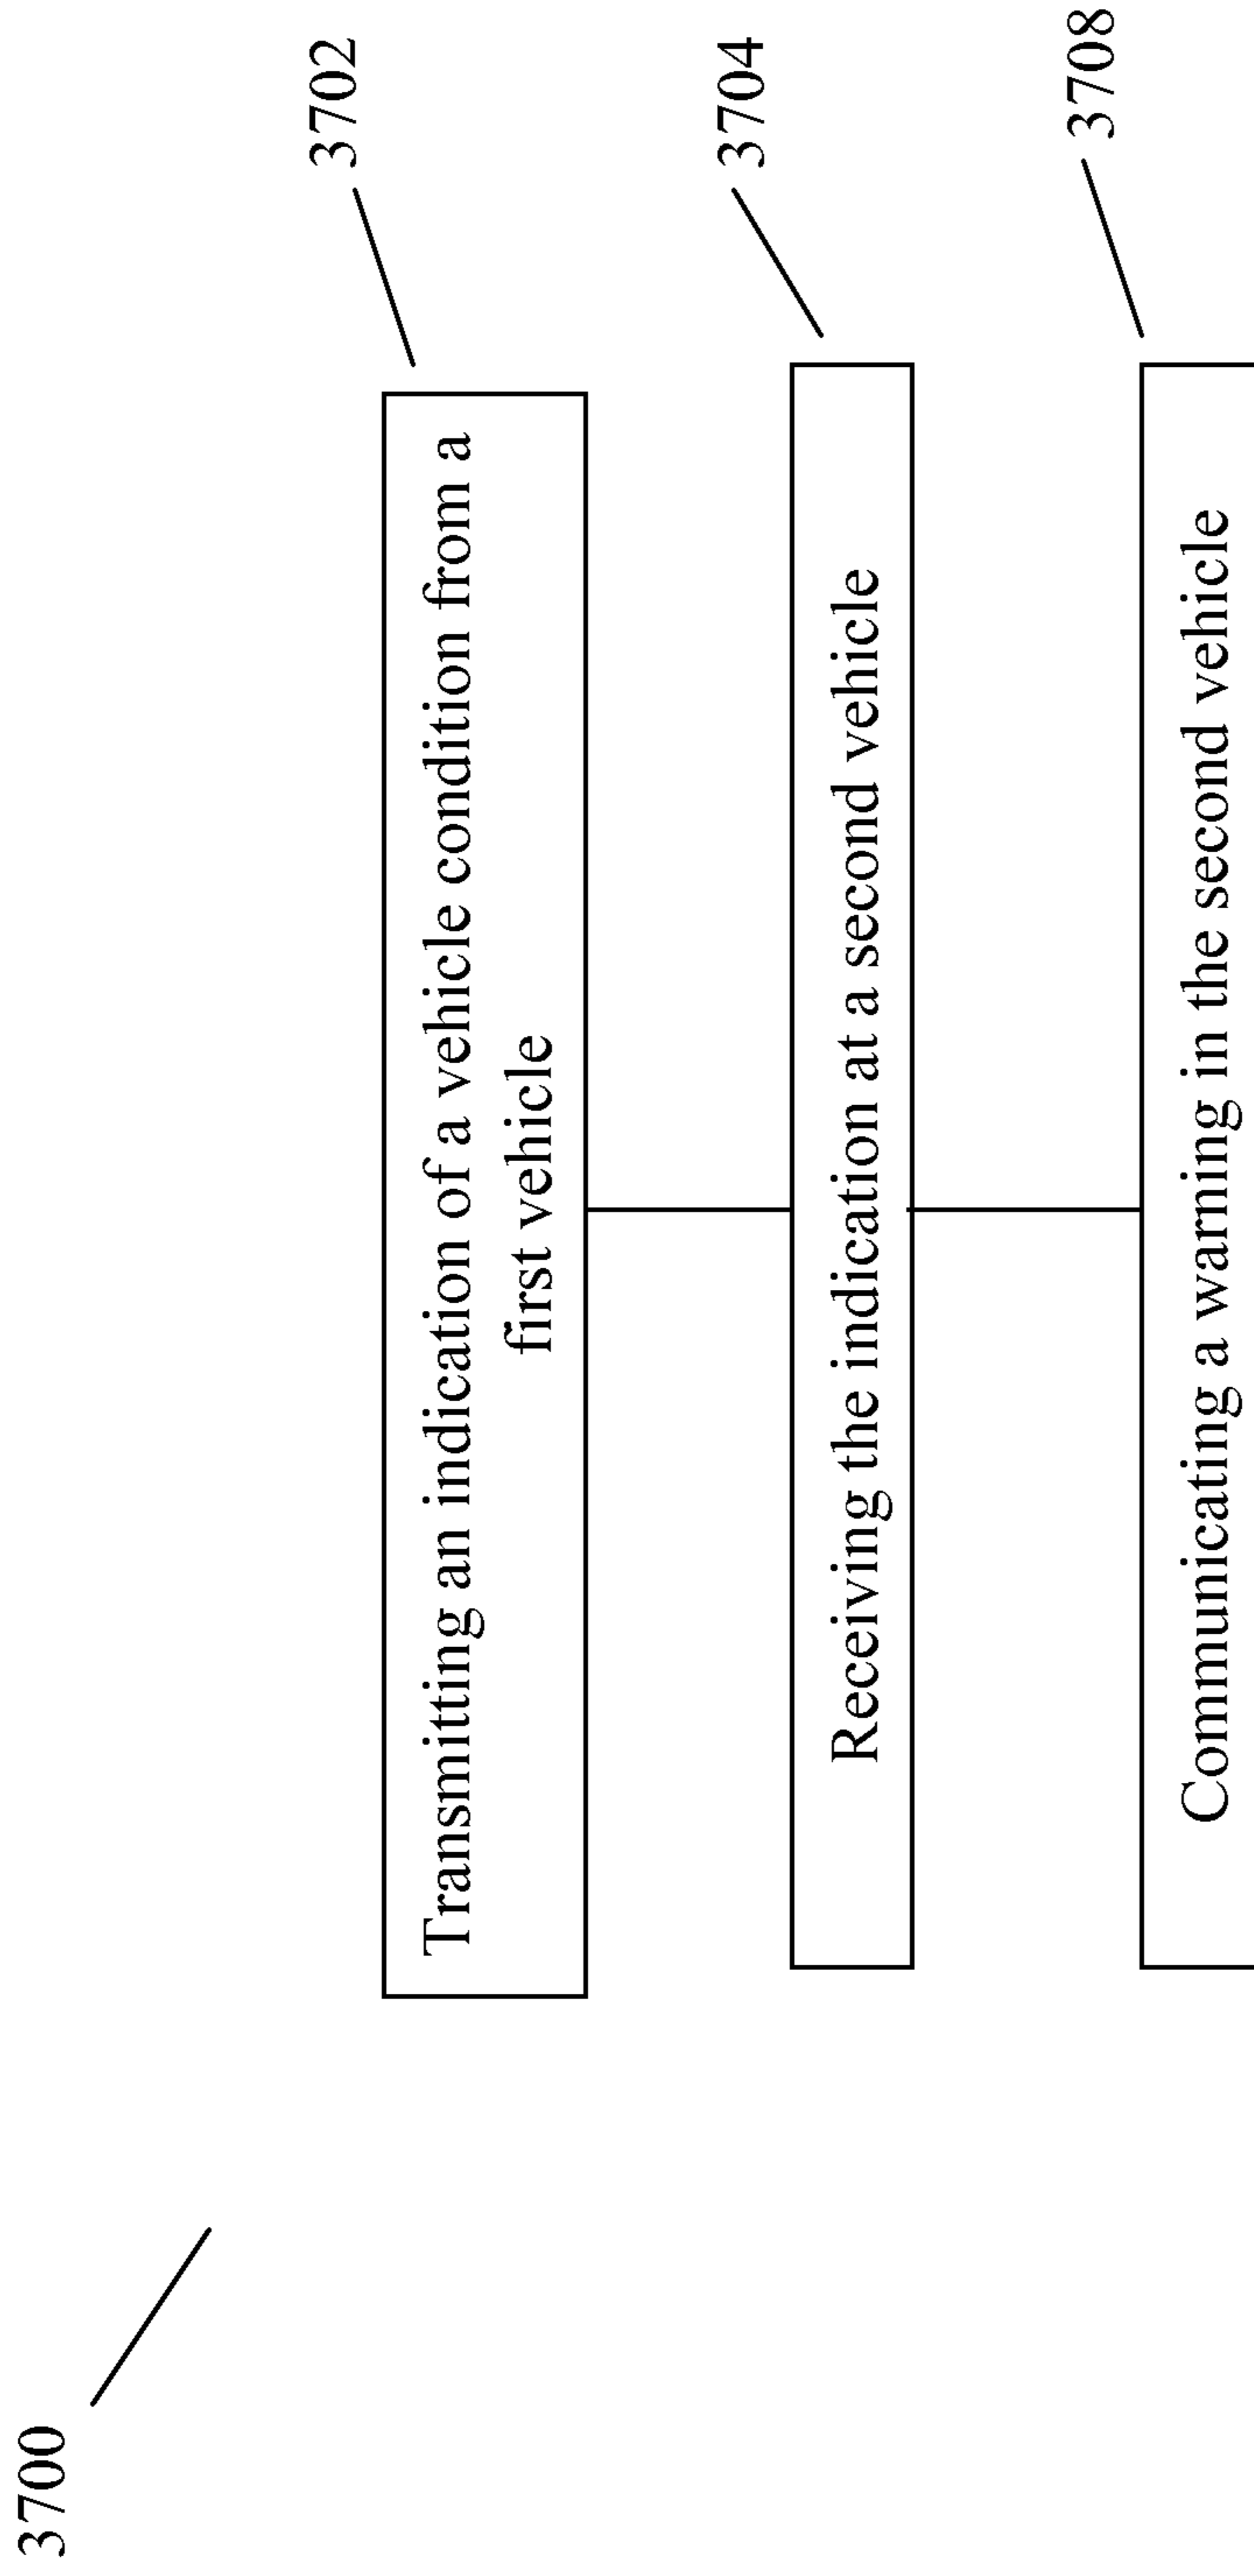 3700
3702
Transmitting an indication of a vehicle condition from a
first vehicle
3704
Receiving the indication at a second vehicle
3708
Communicating a warning in the second vehicle